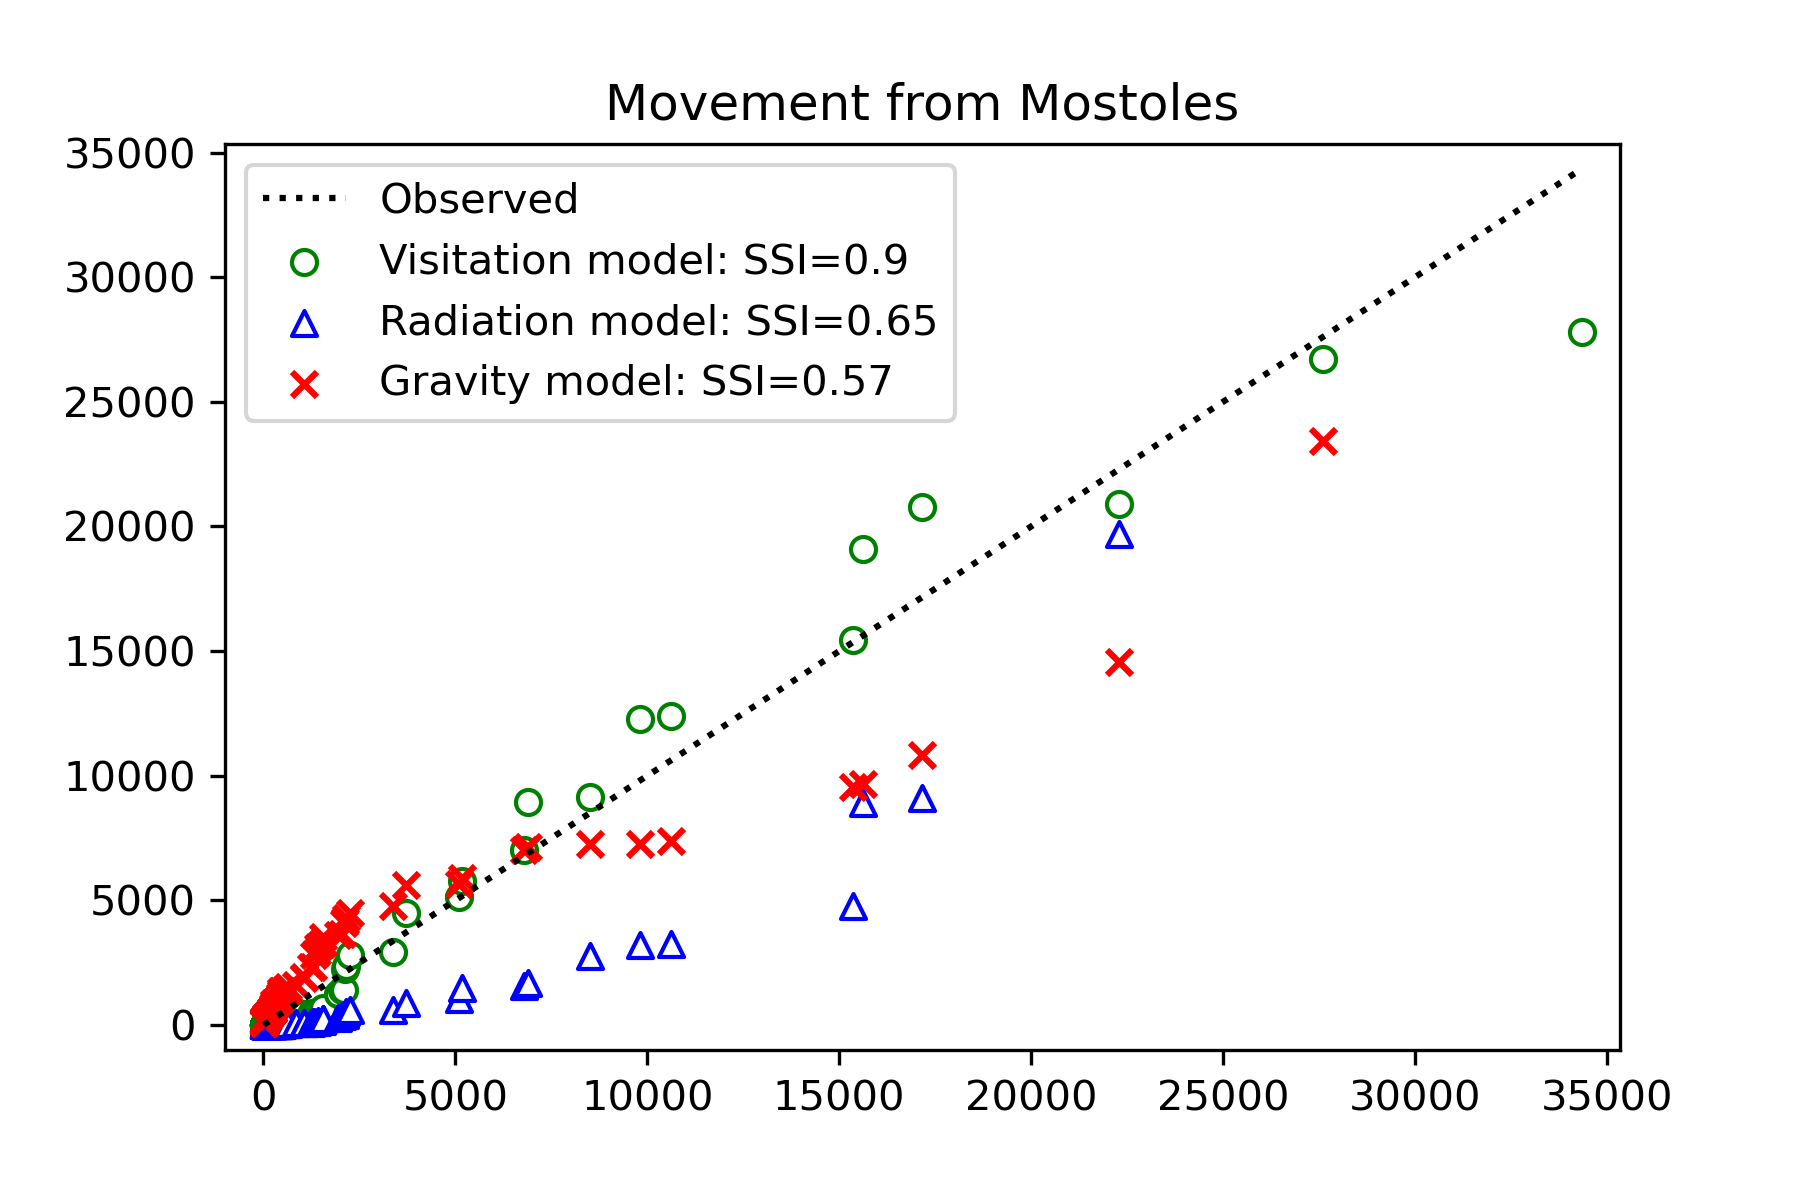 Movement from Mostoles
35000
30000
25000
20000
15000
10000
5000
0
Observed
Visitation model: SSI=0.9
Radiation model: SSI=0.65
Gravity model: SSI=0.57
0 5000 10000 15000 20000 25000 30000 35000